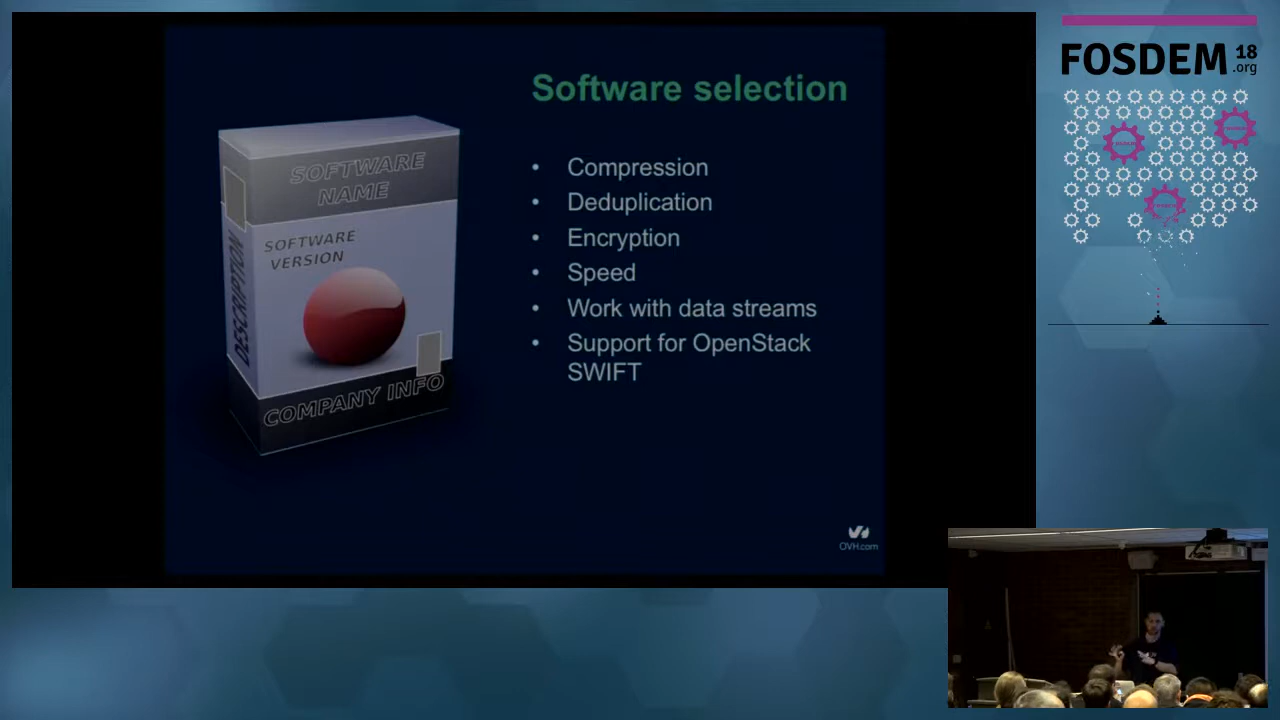 Software selection
• Compression
• Deduplication
• Encryption
• Speed
• Work with data streams
• Support for OpenStack
SWIFT
SOFTWARE
NAME
SOFTWARE
VERSION
DESCRIPTION
COMPANY INFO
OVH.com
FOSDEM 18
.org